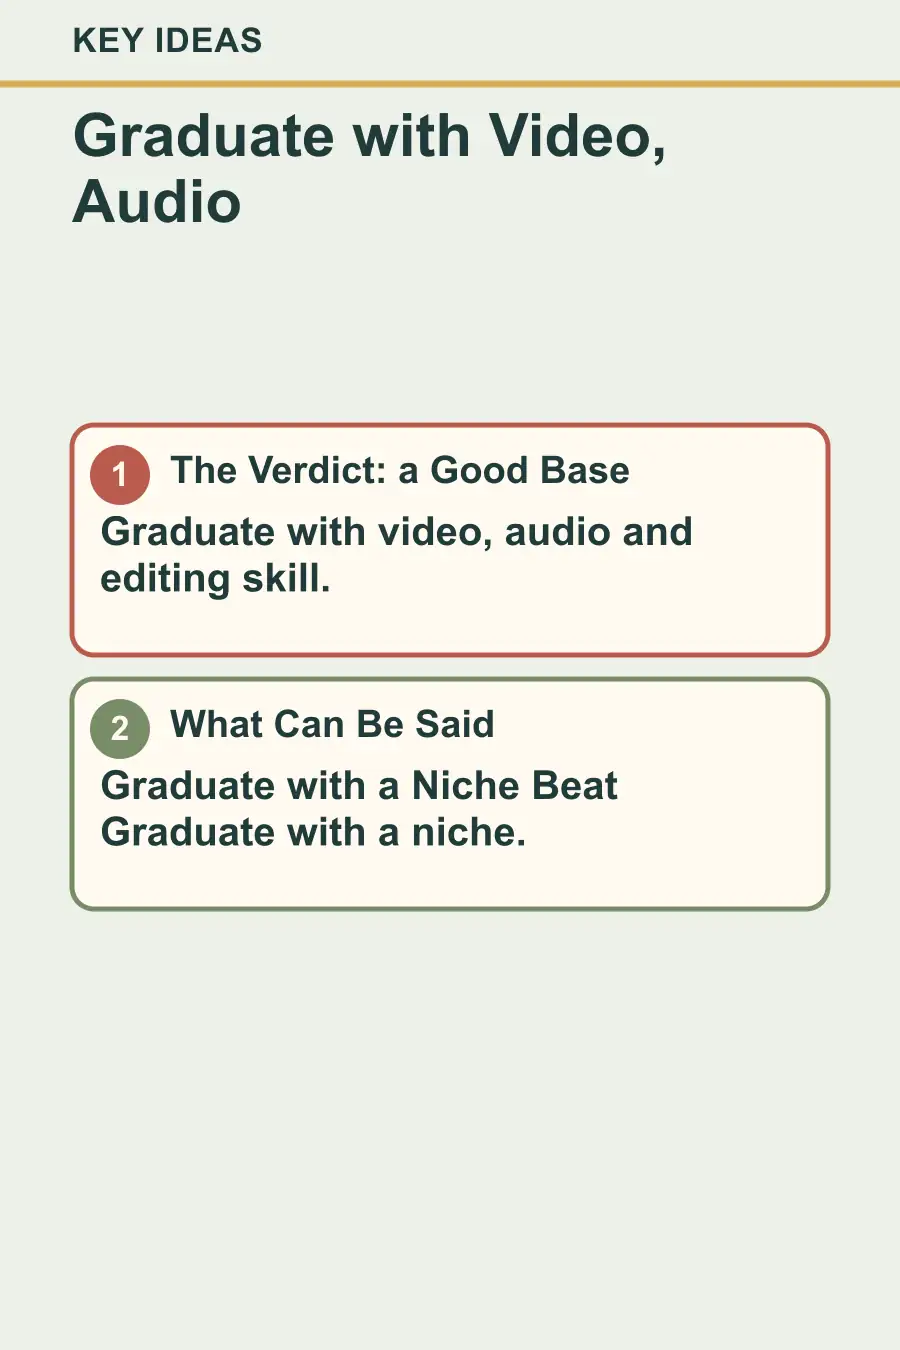 KEY IDEAS
Graduate with Video,
Audio
1 The Verdict: a Good Base
Graduate with video, audio and
editing skill.
2 What Can Be Said
Graduate with a Niche Beat
Graduate with a niche.